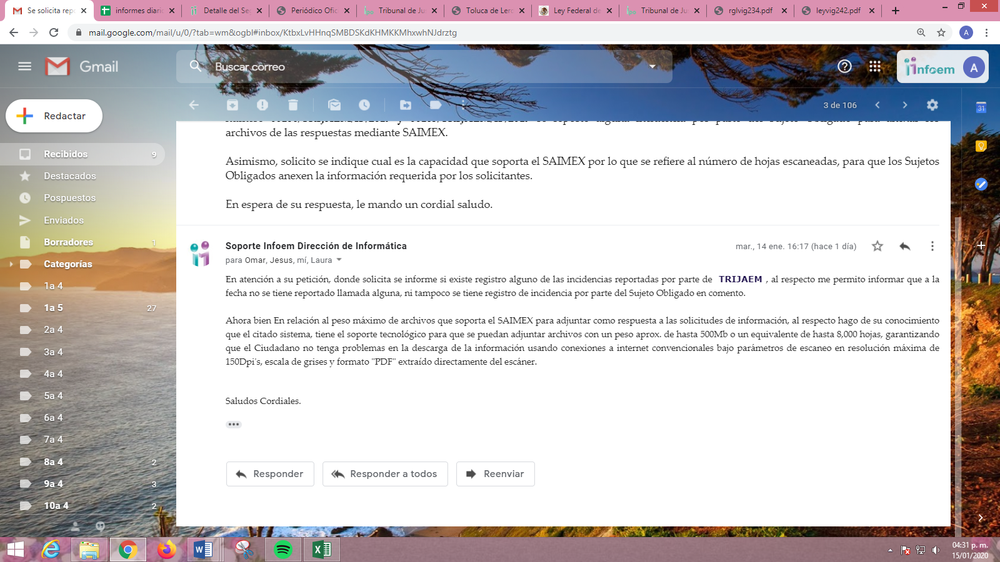 Se solicita repo
informes diario
Detalle del Seg
Periódico Ofic
Tribunal de Ju
Toluca de Lerd
Ley Federal de
Tribunal de Ju
rglvig234.pdf
leyvig242.pdf
mail.google.com/mail/u/0/?tab=wm&ogbl#inbox/KtbxLvHHnqSMBDSKdKHMKKMhxwhNJdrztg
A
Gmail
Buscar correo
infoem
A
Redactar
3 de 106
31
Recibidos 9
Destacados
Pospuestos
Enviados
Borradores 1
Categorías
1a 4
1a 5 27
2a 4
3a 4
4a 4
5a 4
6a 4
7a 4
8a 4 2
9a 4 3
10a 4 2
archivos de las respuestas mediante SAIMEX.
Asimismo, solicito se indique cual es la capacidad que soporta el SAIMEX por lo que se refiere al número de hojas escaneadas, para que los Sujetos
Obligados anexen la información requerida por los solicitantes.
En espera de su respuesta, le mando un cordial saludo.
Soporte Infoem Dirección de Informática
mar., 14 ene. 16:17 (hace 1 día)
para Omar, Jesus, mí, Laura
En atención a su petición, donde solicita se informe si existe registro alguno de las incidencias reportadas por parte de TRIJAEM , al respecto me permito informar que a la
fecha no se tiene reportado llamada alguna, ni tampoco se tiene registro de incidencia por parte del Sujeto Obligado en comento.
Ahora bien En relación al peso máximo de archivos que soporta el SAIMEX para adjuntar como respuesta a las solicitudes de información, al respecto hago de su conocimiento
que el citado sistema, tiene el soporte tecnológico para que se puedan adjuntar archivos con un peso aprox. de hasta 500Mb o un equivalente de hasta 8,000 hojas, garantizando
que el Ciudadano no tenga problemas en la descarga de la información usando conexiones a internet convencionales bajo parámetros de escaneo en resolución máxima de
150Dpi's, escala de grises y formato "PDF" extraído directamente del escáner.
Saludos Cordiales.
Responder
Responder a todos
Reenviar
04:31 p. m.
15/01/2020